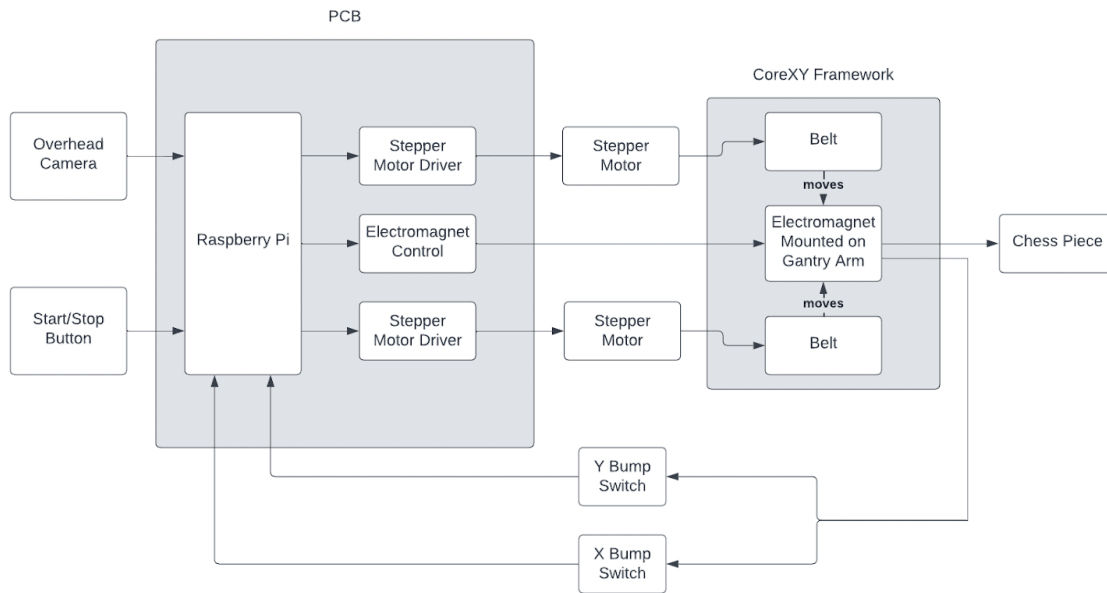 PCB
CoreXY Framework
Overhead
Camera
Stepper
Motor Driver
Stepper
Motor
Belt
moves
Raspberry Pi
Electromagnet
Control
Electromagnet
Mounted on
Gantry Arm
Chess Piece
Start/Stop
Button
Stepper
Motor Driver
Stepper
Motor
moves
Belt
Y Bump
Switch
X Bump
Switch